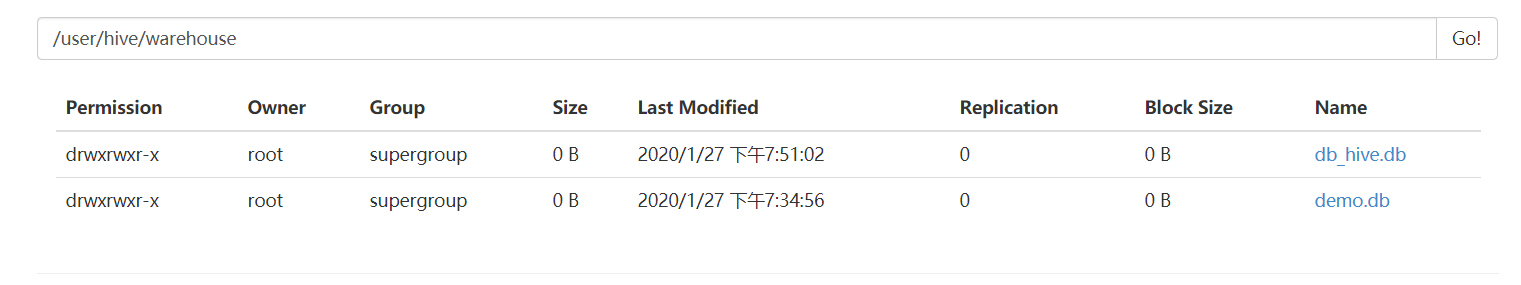 /user/hive/warehouse Go!
Permission Owner Group Size Last Modified Replication Block Size Name
drwxrwxr-x root supergroup 0 B 2020/1/27 下午7:51:02 0 0 B db_hive.db
drwxrwxr-x root supergroup 0 B 2020/1/27 下午7:34:56 0 0 B demo.db